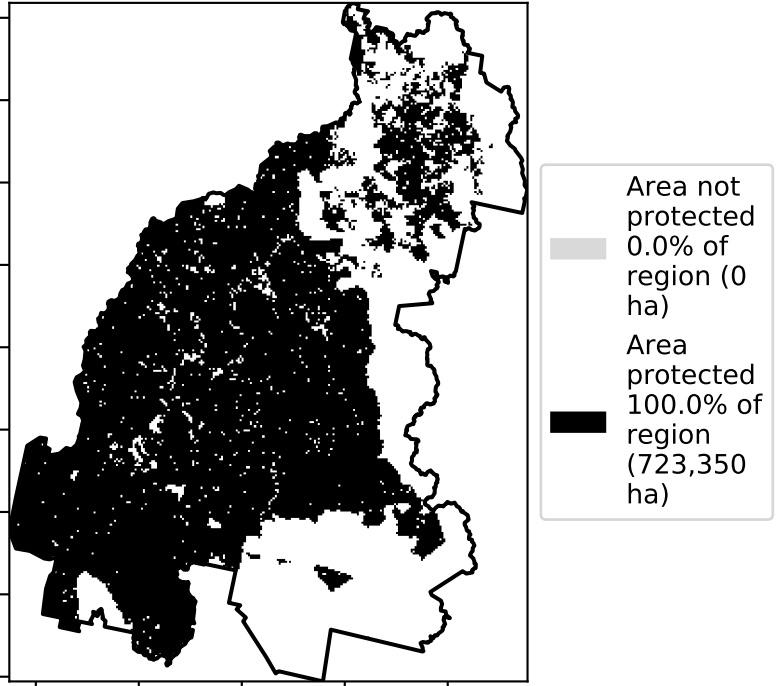 Area not
protected
0.0% of
region (0
ha)
Area
protected
100.0% of
region
(723,350
ha)